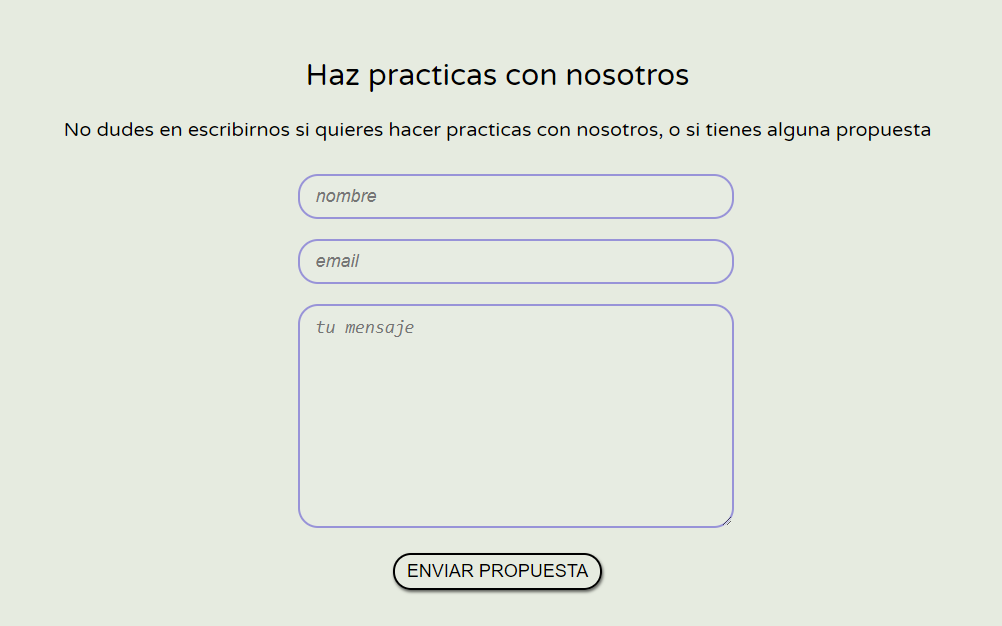 Haz practicas con nosotros
No dudes en escribirnos si quieres hacer practicas con nosotros, o si tienes alguna propuesta
nombre
email
tu mensaje
ENVIAR PROPUESTA